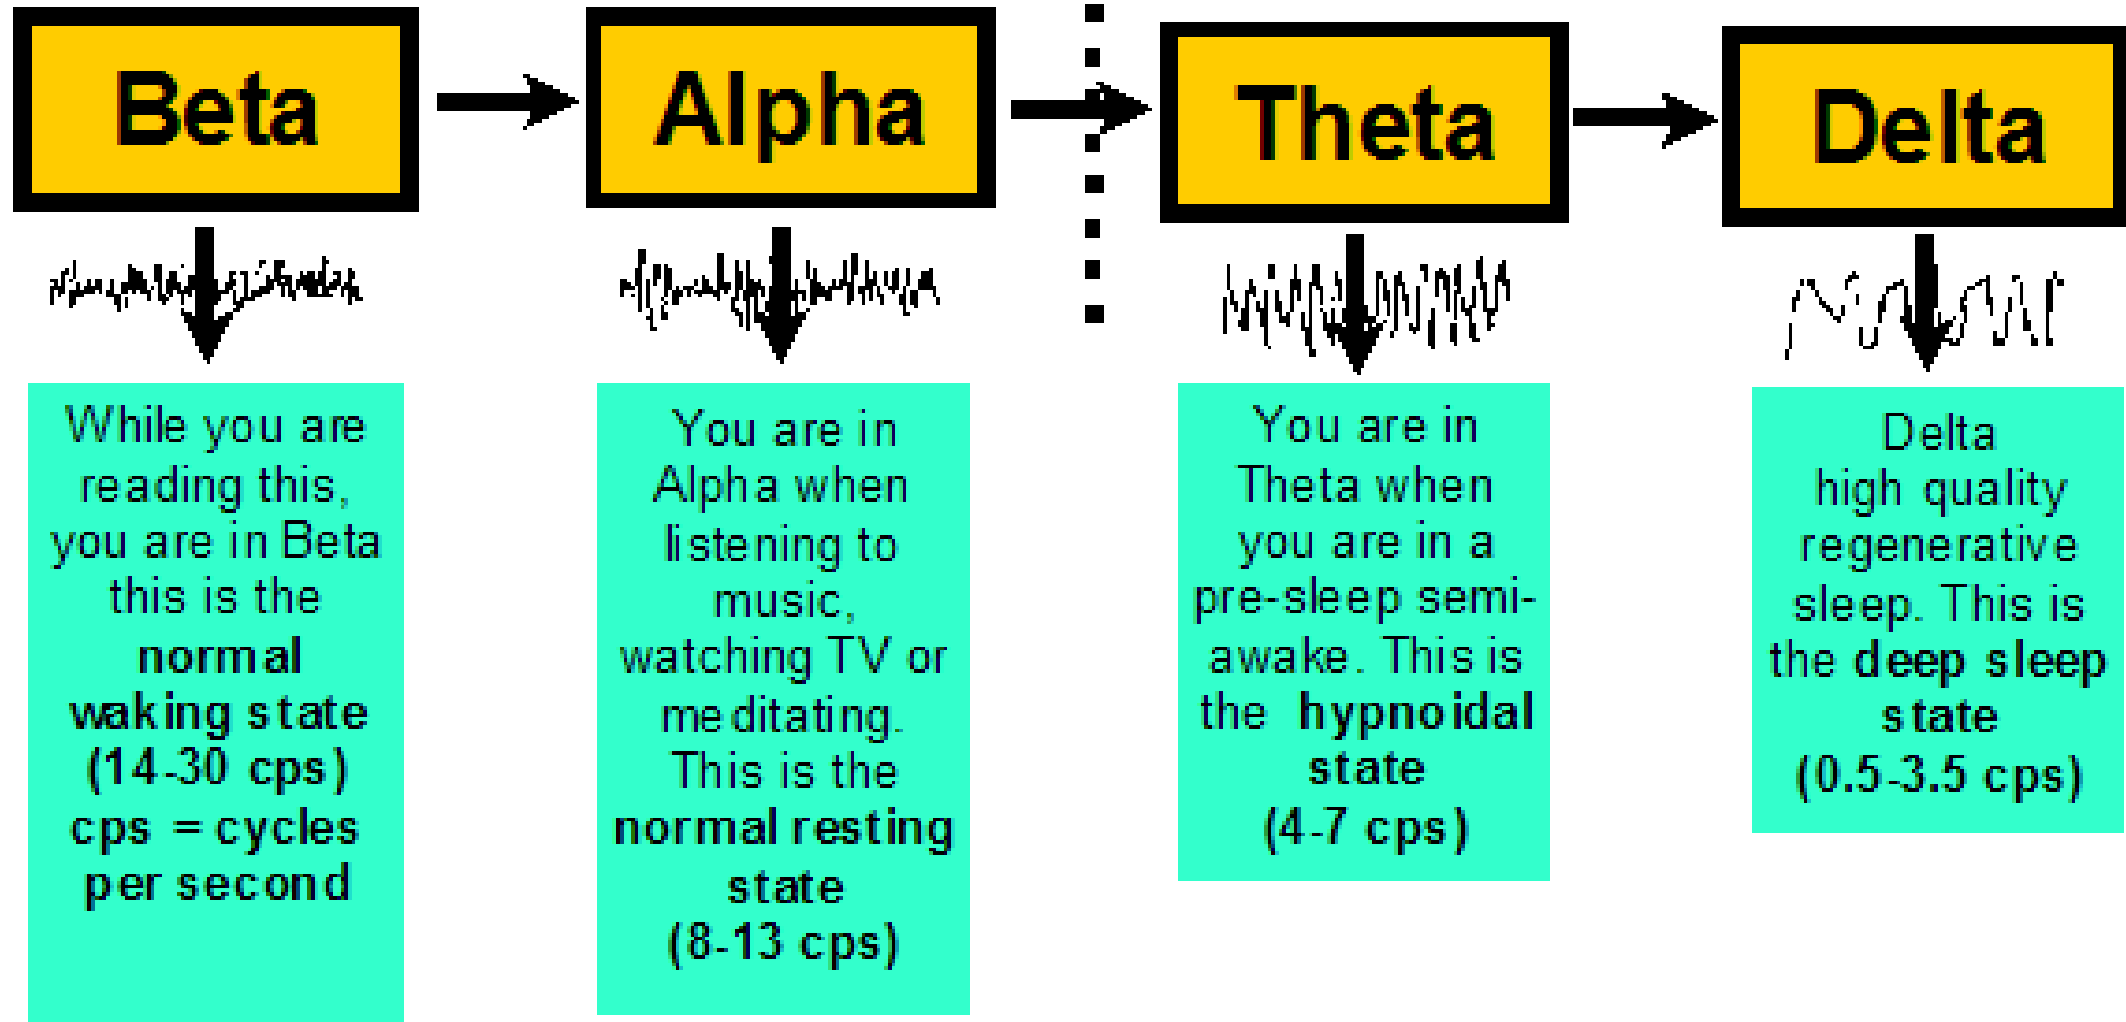 Beta
Alpha
Theta
Delta
While you are
reading this,
you are in Beta
this is the
normal
waking state
(14-30 cps)
cps = cycles
per second
You are in
Alpha when
listening to
music,
watching TV or
meditating.
This is the
normal resting
state
(8-13 cps)
You are in
Theta when
you are in a
pre-sleep semi-
awake. This is
the hypnoidal
state
(4-7 cps)
Delta
high quality
regenerative
sleep. This is
the deep sleep
state
(0.5-3.5 cps)